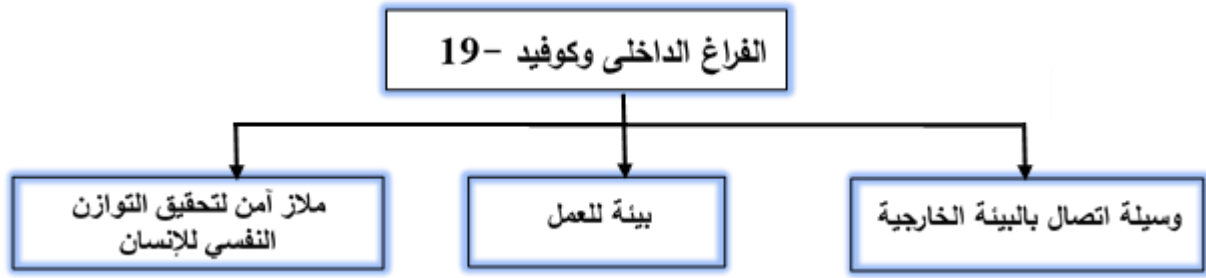 الفراغ الداخلى وكوفيد -19
وسيلة اتصال بالبيئة الخارجية
بيئة للعمل
ملاز آمن لتحقيق التوازن
النفسي للإنسان